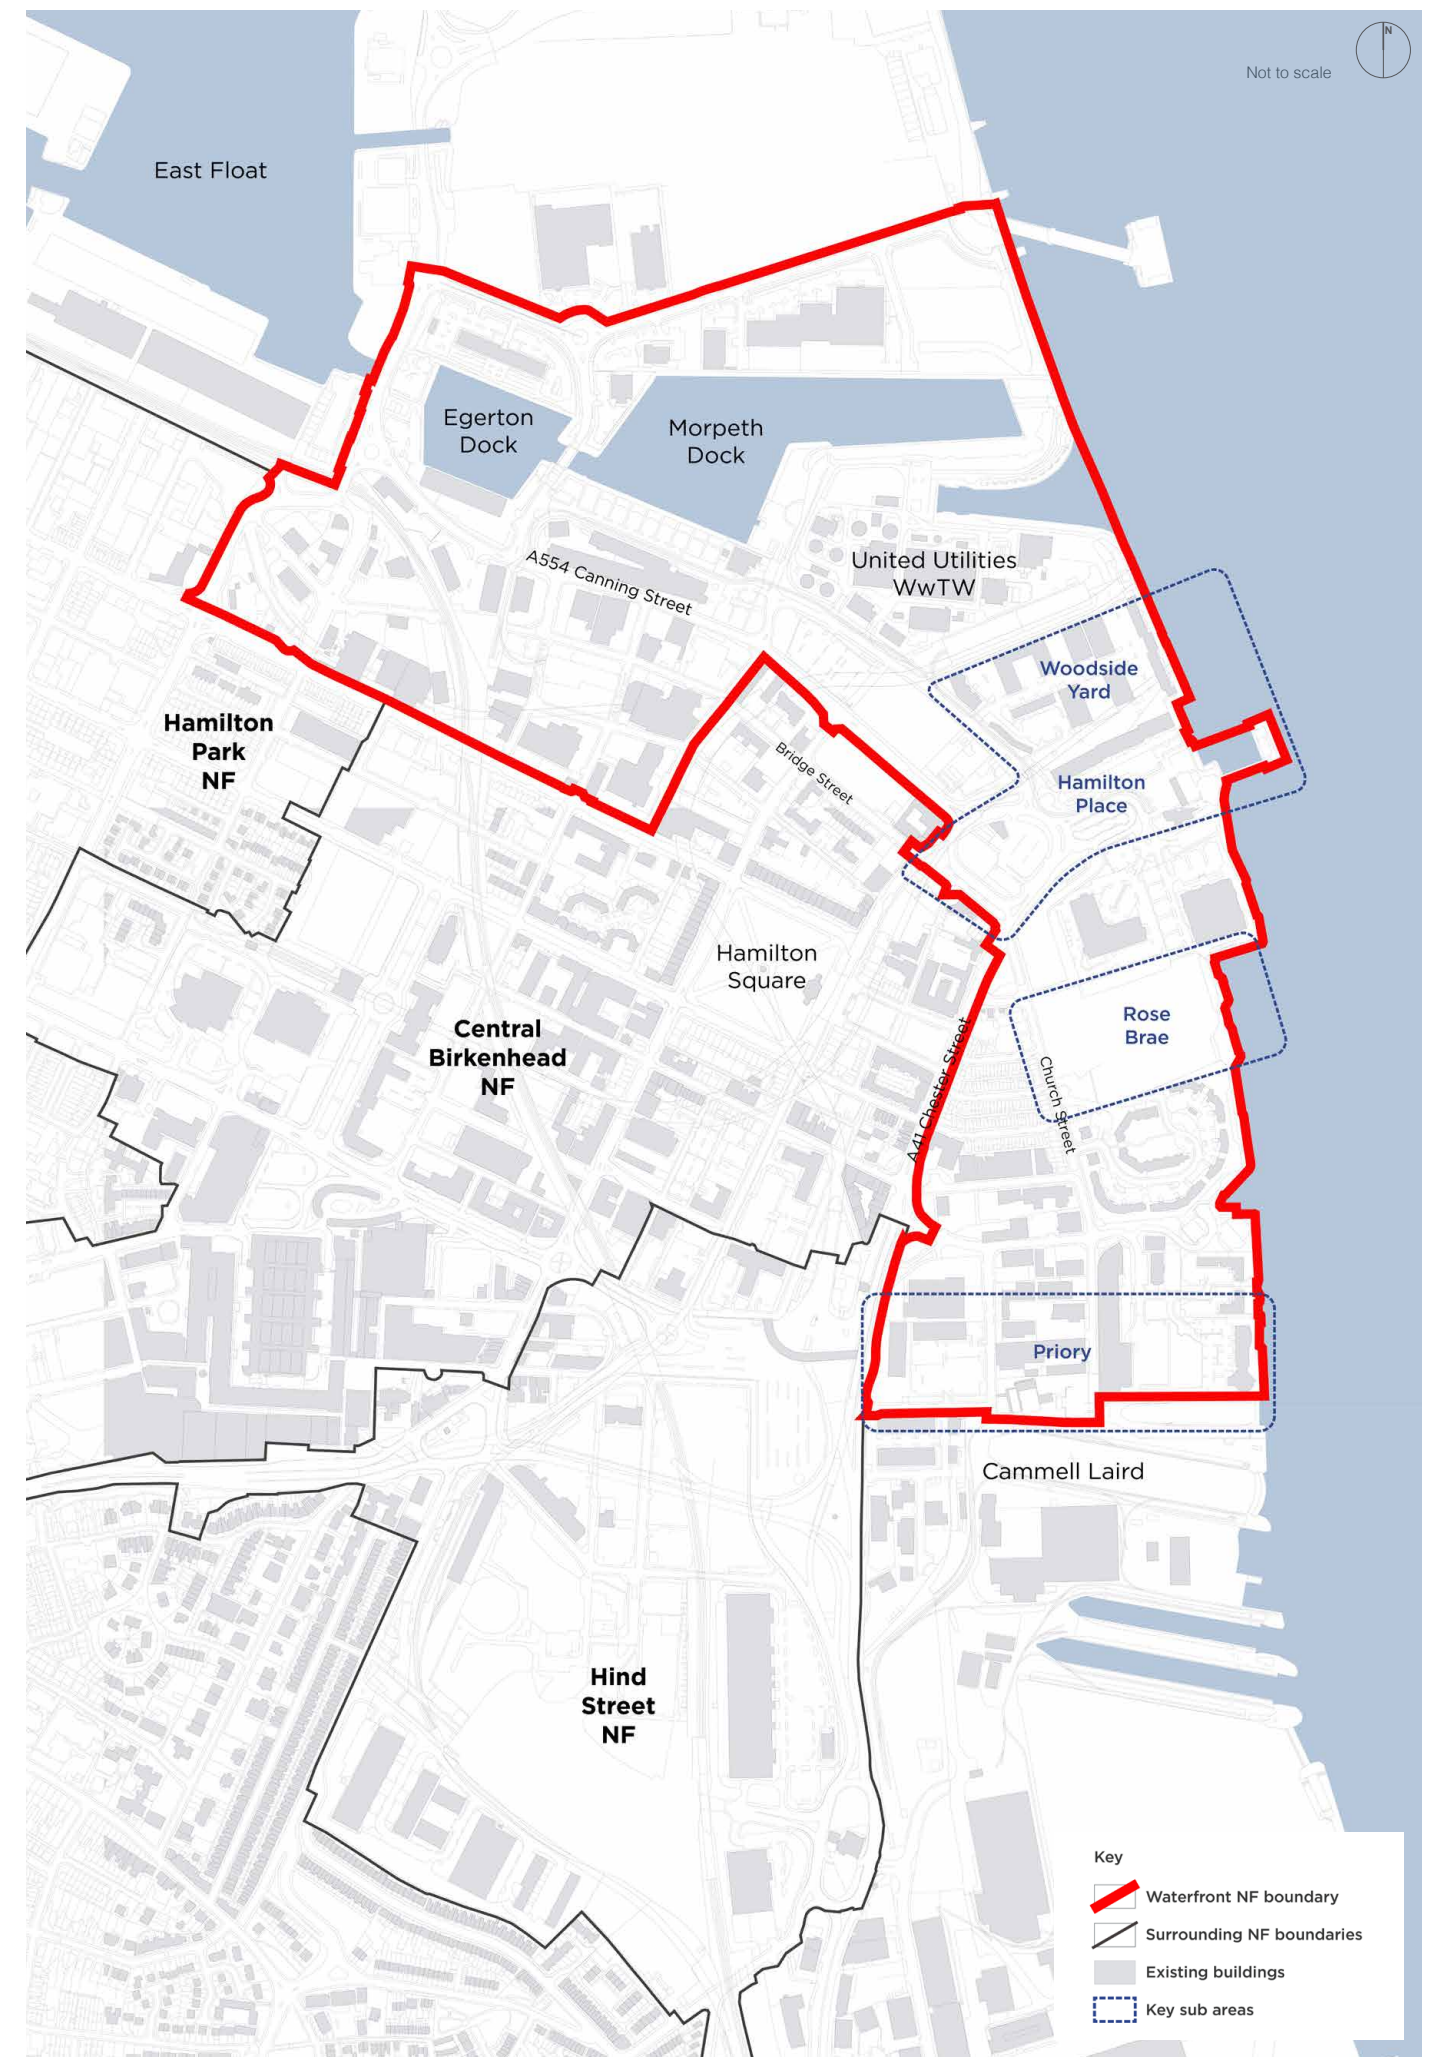 N
Not to scale
East Float
Egerton
Dock
Morpeth
Dock
A554 Canning Street
United Utilities
WwTW
Woodside
Yard
Hamilton
Park
NF
Bridge Street
Hamilton
Place
Hamilton
Square
Rose
Brae
Central
Birkenhead
NF
A41 Chester Street
Church Street
Priory
Cammell Laird
Hind
Street
NF
Key
Waterfront NF boundary
Surrounding NF boundaries
Existing buildings
Key sub areas